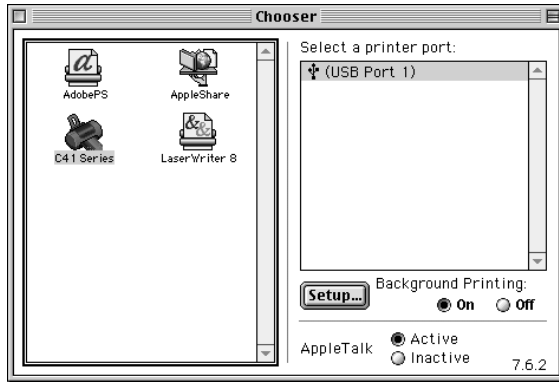 Chooser
AdobePS
AppleShare
C41 Series
LaserWriter 8
Select a printer port:
(USB Port 1)
Setup...
Background Printing:
On
Off
AppleTalk
Active
Inactive
7.6.2